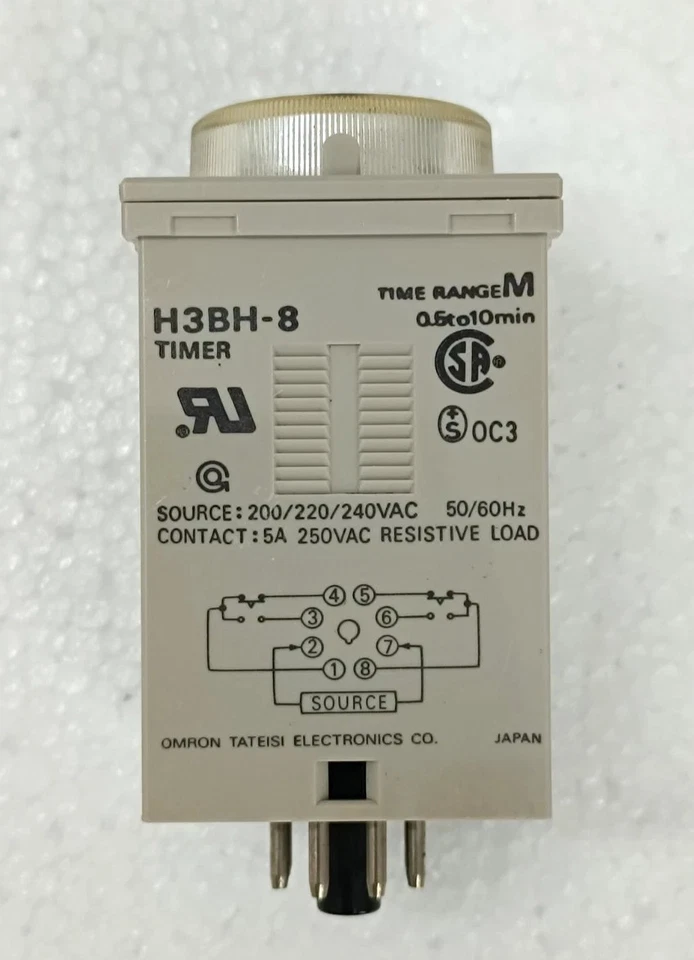 H3BH-8
TIMER
TIME RANGE M
0.5to10min
SOURCE:200/220/240VAC 50/60Hz
CONTACT:5A 250VAC RESISTIVE LOAD
OC3
4 5
3 6
2 7
1 8
SOURCE
OMRON TATEISI ELECTRONICS CO. JAPAN